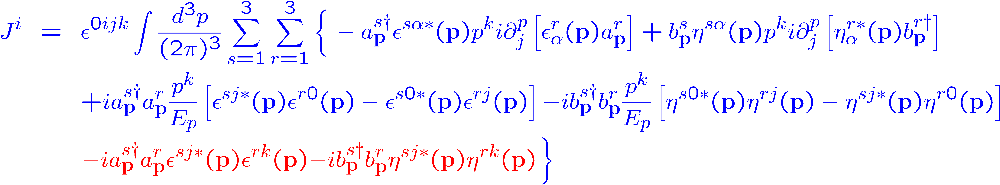 J^i = \epsilon^{0ijk} \int \frac{d^3p}{(2\pi)^3} \sum_{s=1}^{3} \sum_{r=1}^{3} \left\{ - a_{\mathbf{p}}^{s\dagger} \epsilon^{s\alpha*}(\mathbf{p}) p^k i\partial_j^p \left[ \epsilon_\alpha^r(\mathbf{p}) a_{\mathbf{p}}^r \right] + b_{\mathbf{p}}^s \eta^{s\alpha}(\mathbf{p}) p^k i\partial_j^p \left[ \eta_\alpha^{r*}(\mathbf{p}) b_{\mathbf{p}}^{r\dagger} \right]
+ i a_{\mathbf{p}}^{s\dagger} a_{\mathbf{p}}^r \frac{p^k}{E_p} \left[ \epsilon^{sj*}(\mathbf{p}) \epsilon^{r0}(\mathbf{p}) - \epsilon^{s0*}(\mathbf{p}) \epsilon^{rj}(\mathbf{p}) \right] - i b_{\mathbf{p}}^{s\dagger} b_{\mathbf{p}}^r \frac{p^k}{E_p} \left[ \eta^{s0*}(\mathbf{p}) \eta^{rj}(\mathbf{p}) - \eta^{sj*}(\mathbf{p}) \eta^{r0}(\mathbf{p}) \right]
- i a_{\mathbf{p}}^{s\dagger} a_{\mathbf{p}}^r \epsilon^{sj*}(\mathbf{p}) \epsilon^{rk}(\mathbf{p}) - i b_{\mathbf{p}}^{s\dagger} b_{\mathbf{p}}^r \eta^{sj*}(\mathbf{p}) \eta^{rk}(\mathbf{p}) \right\}